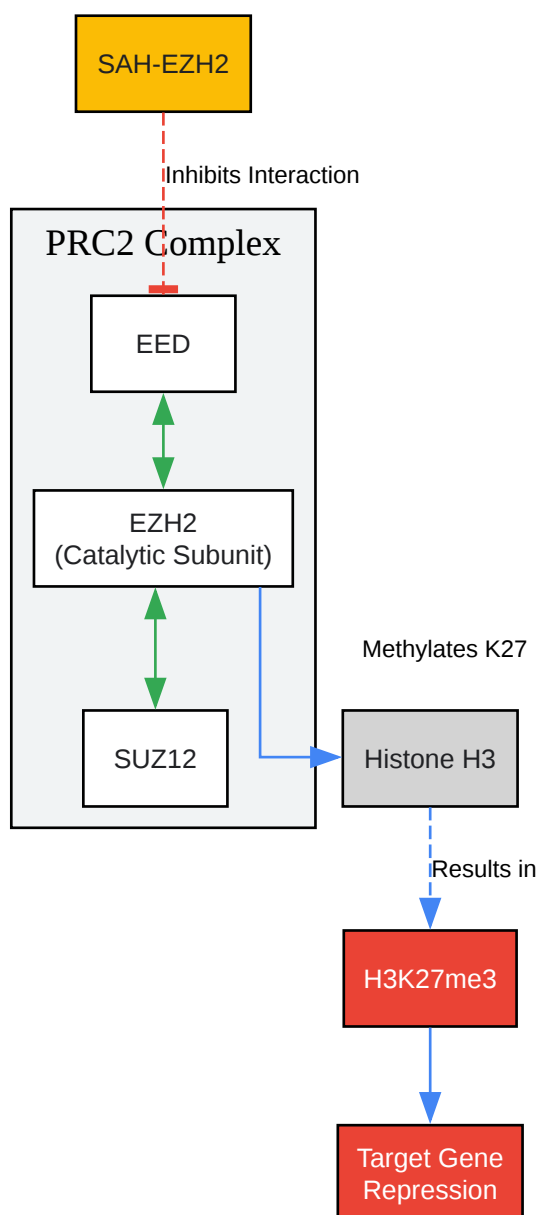 SAH-EZH2
Inhibits Interaction
PRC2 Complex
EED
EZH2
(Catalytic Subunit)
Methylates K27
SUZ12
Histone H3
Results in
H3K27me3
Target Gene
Repression